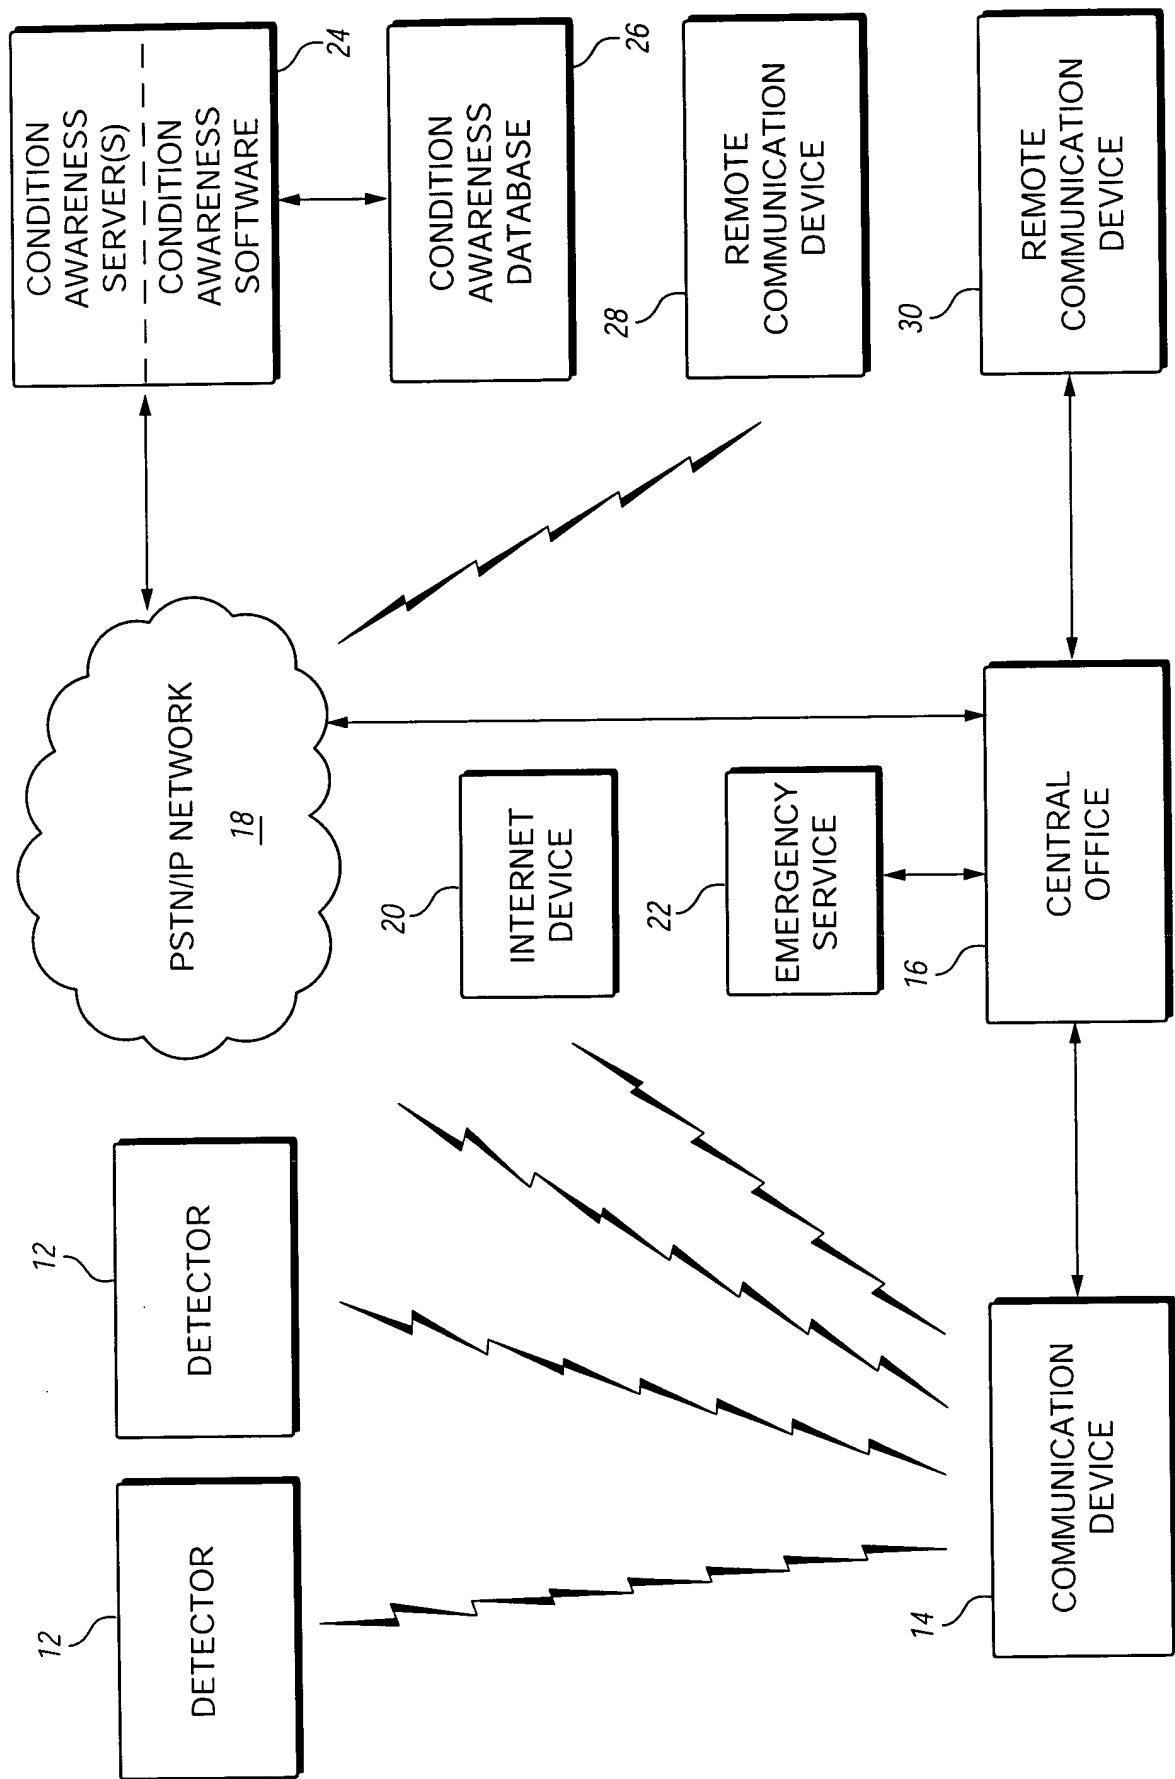 12
DETECTOR
12
DETECTOR
PSTN/IP NETWORK
18
CONDITION
AWARENESS
SERVER(S)
CONDITION
AWARENESS
SOFTWARE
24
CONDITION
AWARENESS
DATABASE
26
20
INTERNET
DEVICE
28
REMOTE
COMMUNICATION
DEVICE
22
EMERGENCY
SERVICE
14
COMMUNICATION
DEVICE
16
CENTRAL
OFFICE
30
REMOTE
COMMUNICATION
DEVICE